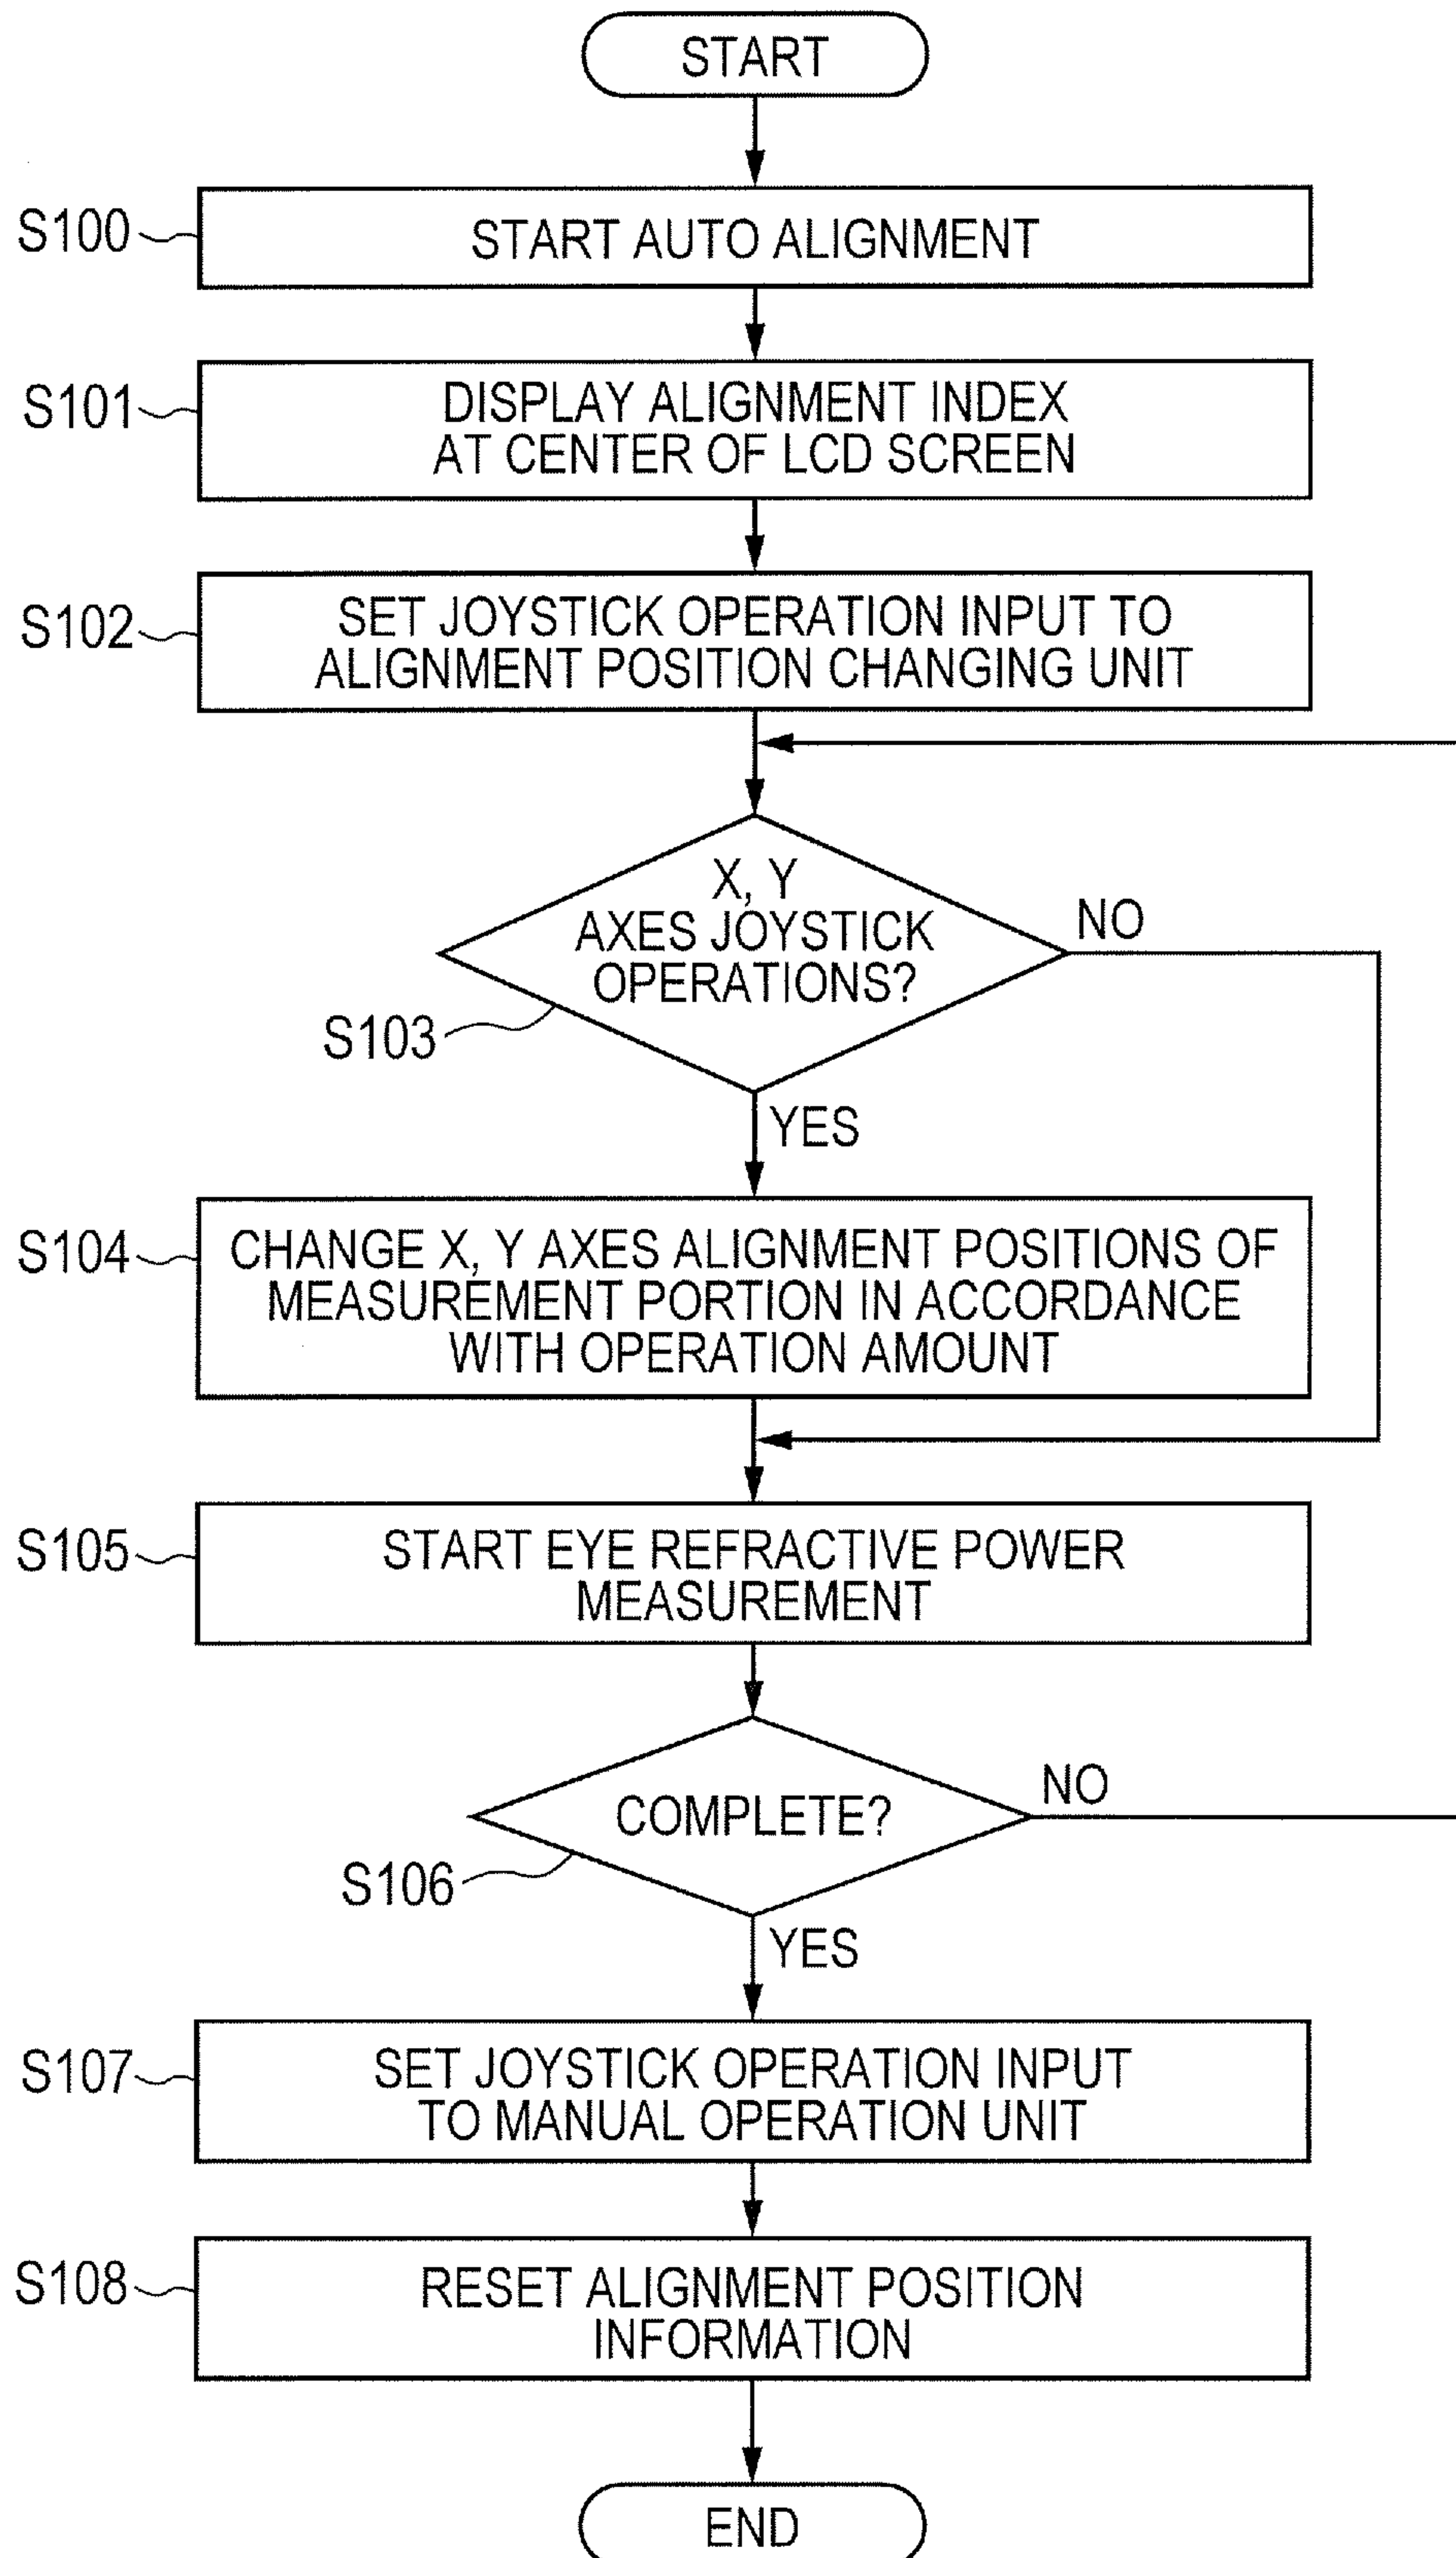 START
S100
START AUTO ALIGNMENT
S101
DISPLAY ALIGNMENT INDEX
AT CENTER OF LCD SCREEN
S102
SET JOYSTICK OPERATION INPUT TO
ALIGNMENT POSITION CHANGING UNIT
X, Y
AXES JOYSTICK
OPERATIONS?
NO
S103
YES
S104
CHANGE X, Y AXES ALIGNMENT POSITIONS OF
MEASUREMENT PORTION IN ACCORDANCE
WITH OPERATION AMOUNT
S105
START EYE REFRACTIVE POWER
MEASUREMENT
COMPLETE?
NO
S106
YES
S107
SET JOYSTICK OPERATION INPUT
TO MANUAL OPERATION UNIT
S108
RESET ALIGNMENT POSITION
INFORMATION
END